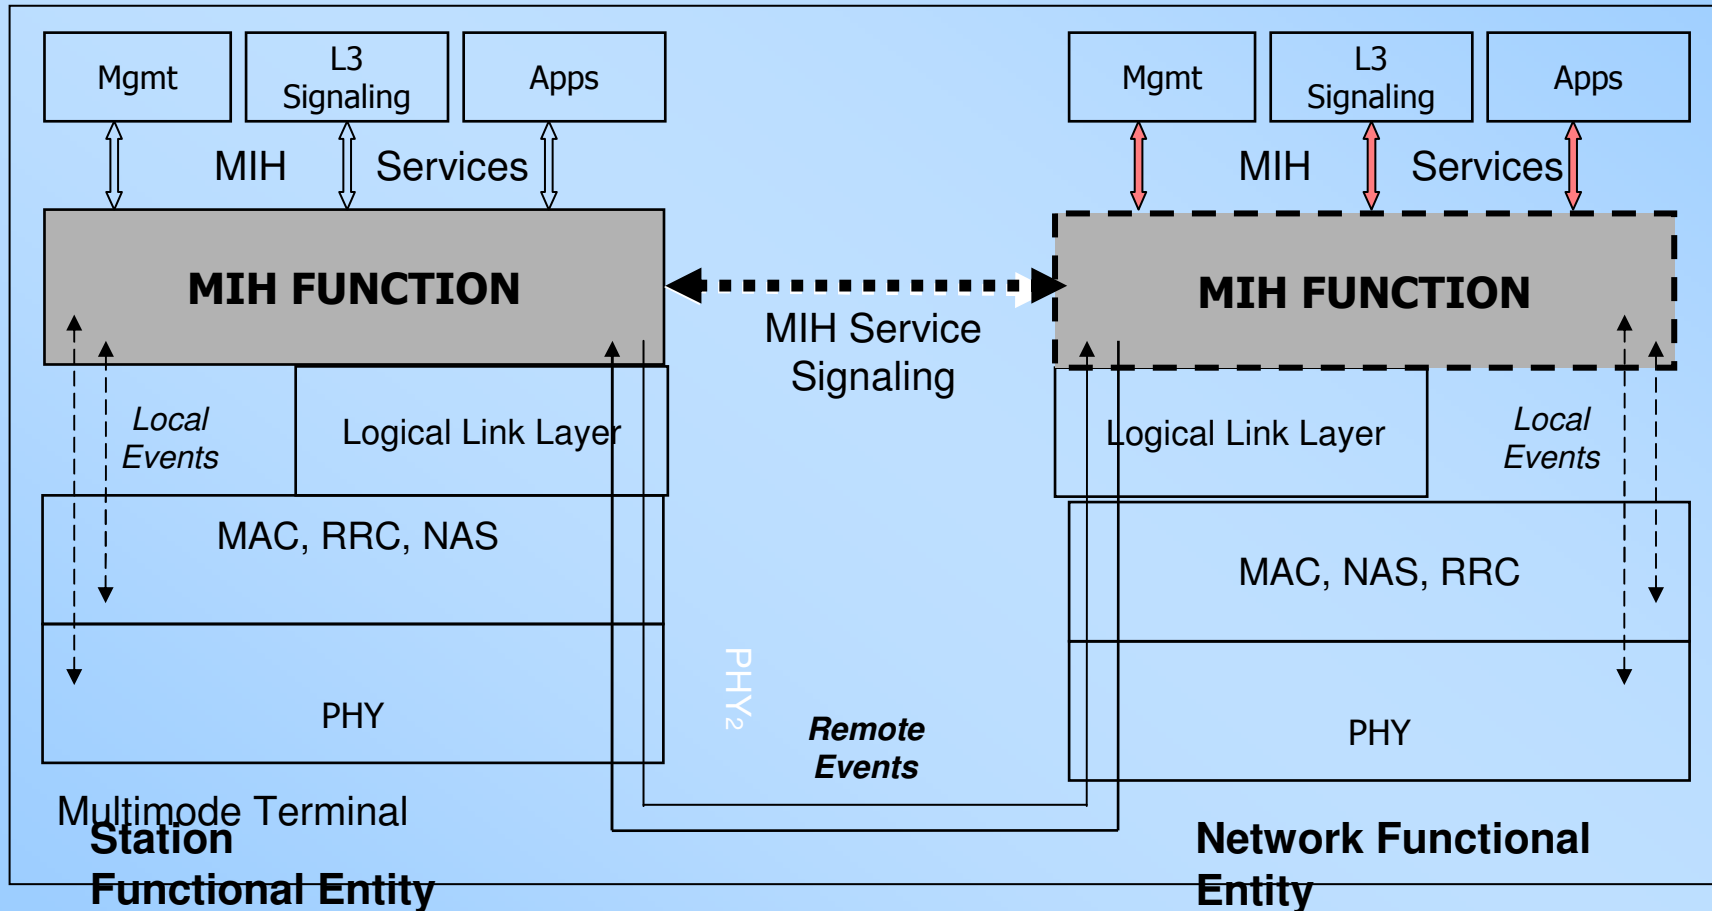 Mgmt
L3
Signaling
Apps
Mgmt
L3
Signaling
Apps
MIH Services
MIH Services
MIH FUNCTION
MIH FUNCTION
MIH Service
Signaling
Local
Events
Logical Link Layer
Logical Link Layer
Local
Events
MAC, RRC, NAS
MAC, NAS, RRC
PHY
PHY₂
Remote
Events
PHY
Multimode Terminal
Station
Functional Entity
Network Functional
Entity